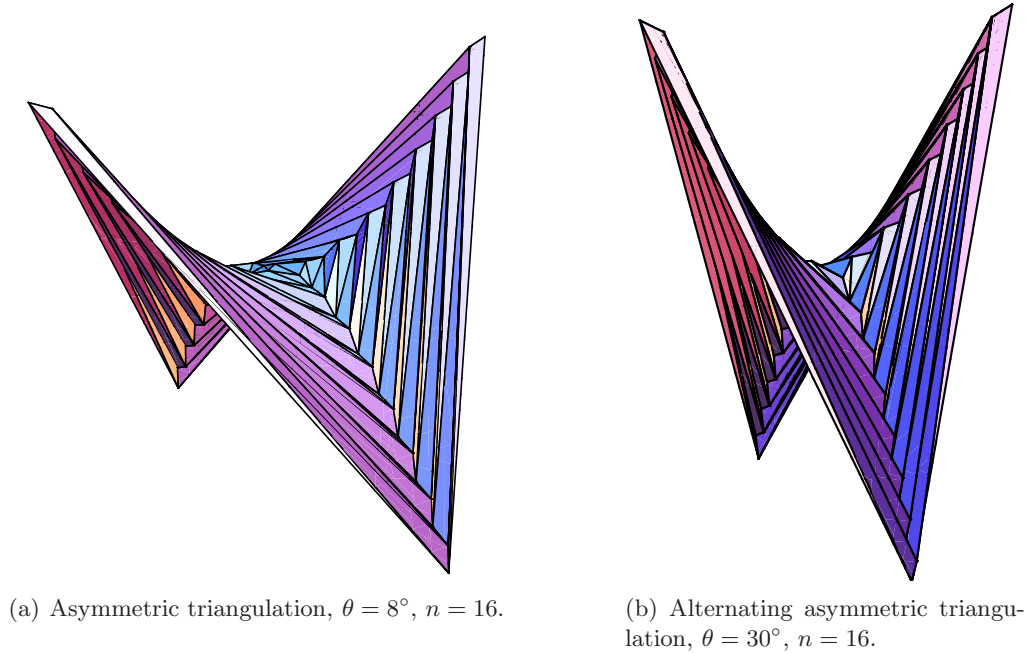 (a) Asymmetric triangulation, θ = 8°, n = 16.
(b) Alternating asymmetric triangu-
lation, θ = 30°, n = 16.